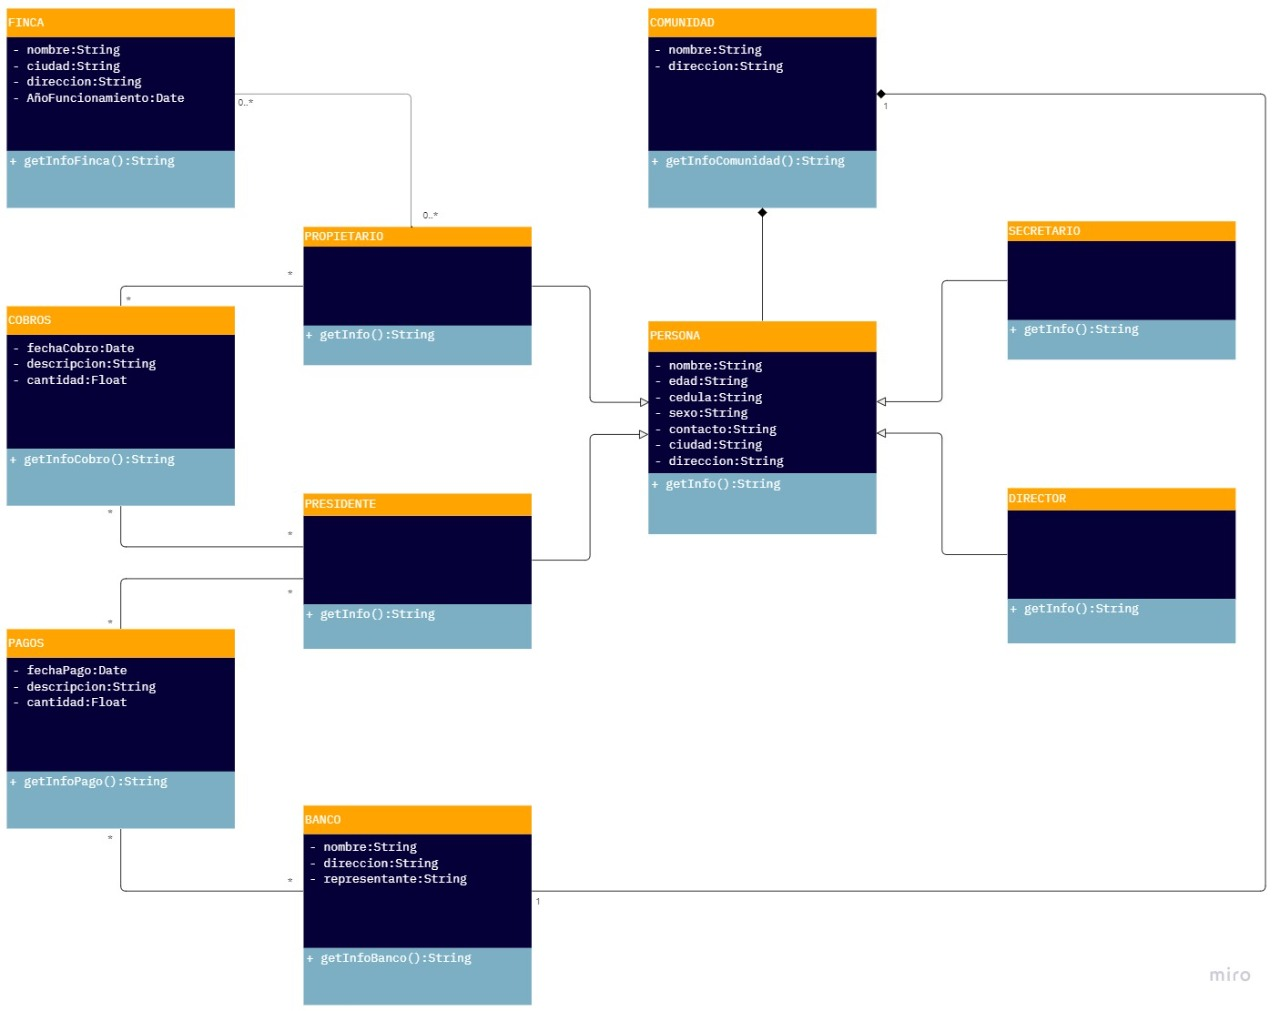 FINCA
- nombre:String
- ciudad:String
- direccion:String
- AñoFuncionamiento:Date
+ getInfoFinca():String
0..*
0..*
COMUNIDAD
- nombre:String
- direccion:String
+ getInfoComunidad():String
1
PROPIETARIO
+ getInfo():String
*
*
SECRETARIO
+ getInfo():String
COBROS
- fechaCobro:Date
- descripcion:String
- cantidad:Float
+ getInfoCobro():String
*
*
PERSONA
- nombre:String
- edad:String
- cedula:String
- sexo:String
- contacto:String
- ciudad:String
- direccion:String
+ getInfo():String
PRESIDENTE
+ getInfo():String
*
*
DIRECTOR
+ getInfo():String
PAGOS
- fechaPago:Date
- descripcion:String
- cantidad:Float
+ getInfoPago():String
*
*
BANCO
- nombre:String
- direccion:String
- representante:String
+ getInfoBanco():String
1
miro